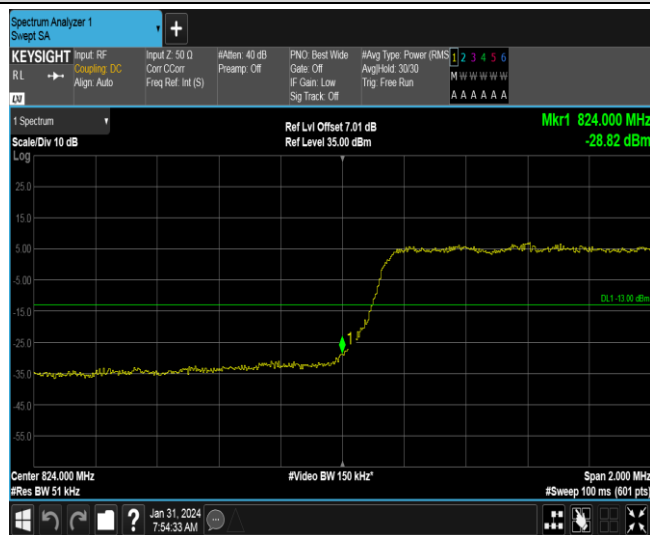 Spectrum Analyzer 1
Swept SA
+
KEYSIGHT
RL
LXI
Input: RF
Coupling: DC
Align: Auto
Input Z: 50 Ω
Corr CCorr
Freq Ref: Int (S)
#Atten: 40 dB
Preamp: Off
PNO: Best Wide
Gate: Off
IF Gain: Low
Sig Track: Off
#Avg Type: Power (RMS
Avg|Hold: 30/30
Trig: Free Run
1 2 3 4 5 6
M W W W W W
A A A A A A
1 Spectrum
Scale/Div 10 dB
Log
Ref Lvl Offset 7.01 dB
Ref Level 35.00 dBm
Mkr1 824.000 MHz
-28.82 dBm
25.0
15.0
5.00
-5.00
DL1 -13.00 dBm
-15.0
1
-25.0
-35.0
-45.0
-55.0
Center 824.000 MHz
#Video BW 150 kHz*
Span 2.000 MHz
#Res BW 51 kHz
#Sweep 100 ms (601 pts)
?
Jan 31, 2024
7:54:33 AM